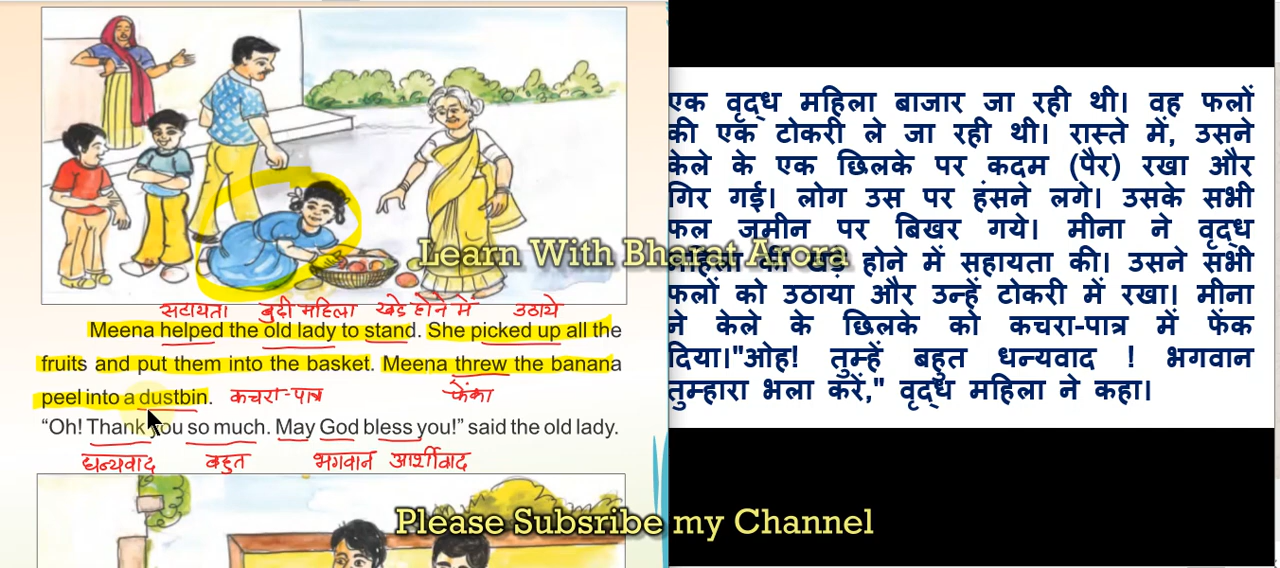 सहायता बुढ़ी महिला खड़े होने में उठाये
Meena helped the old lady to stand. She picked up all the
fruits and put them into the basket. Meena threw the banana
peel into a dustbin. कचरा-पात्र फेंका
“Oh! Thank you so much. May God bless you!” said the old lady.
धन्यवाद बहुत भगवान आर्शीवाद
एक वृद्ध महिला बाजार जा रही थी। वह फलों
की एक टोकरी ले जा रही थी। रास्ते में, उसने
केले के एक छिलके पर कदम (पैर) रखा और
गिर गई। लोग उस पर हंसने लगे। उसके सभी
फल जमीन पर बिखर गये। मीना ने वृद्ध
महिला की खड़े होने में सहायता की। उसने सभी
फलों को उठाया और उन्हें टोकरी में रखा। मीना
ने केले के छिलके को कचरा-पात्र में फेंक
दिया।"ओह! तुम्हें बहुत धन्यवाद ! भगवान
तुम्हारा भला करें," वृद्ध महिला ने कहा।
Learn With Bharat Arora
Please Subsribe my Channel